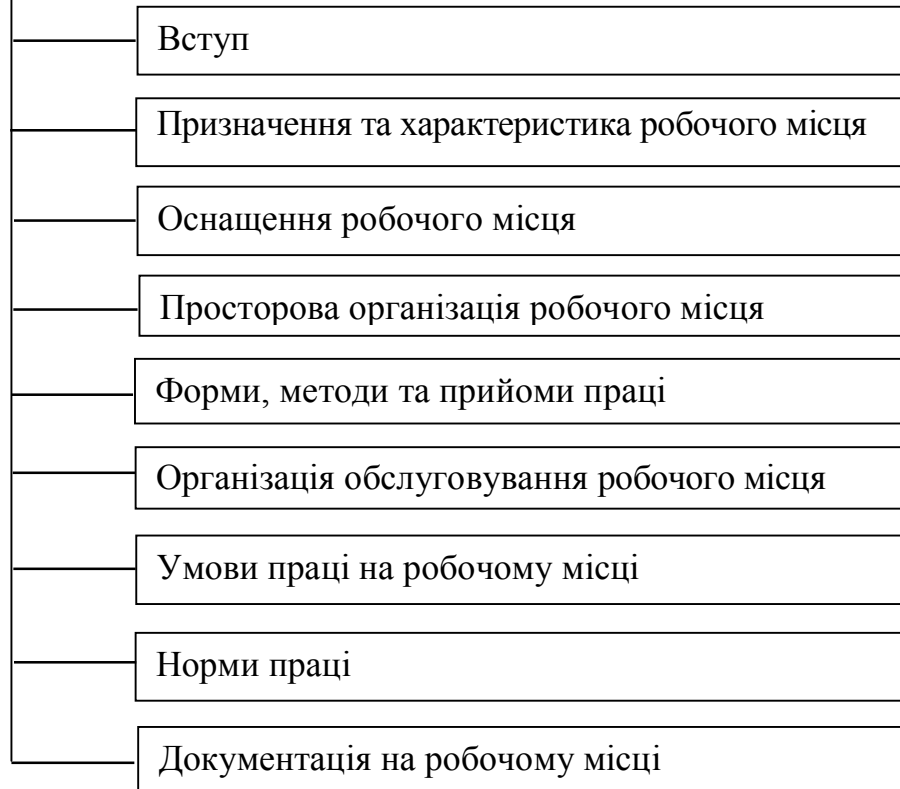 Вступ
Призначення та характеристика робочого місця
Оснащення робочого місця
Просторова організація робочого місця
Форми, методи та прийоми праці
Організація обслуговування робочого місця
Умови праці на робочому місці
Норми праці
Документація на робочому місці